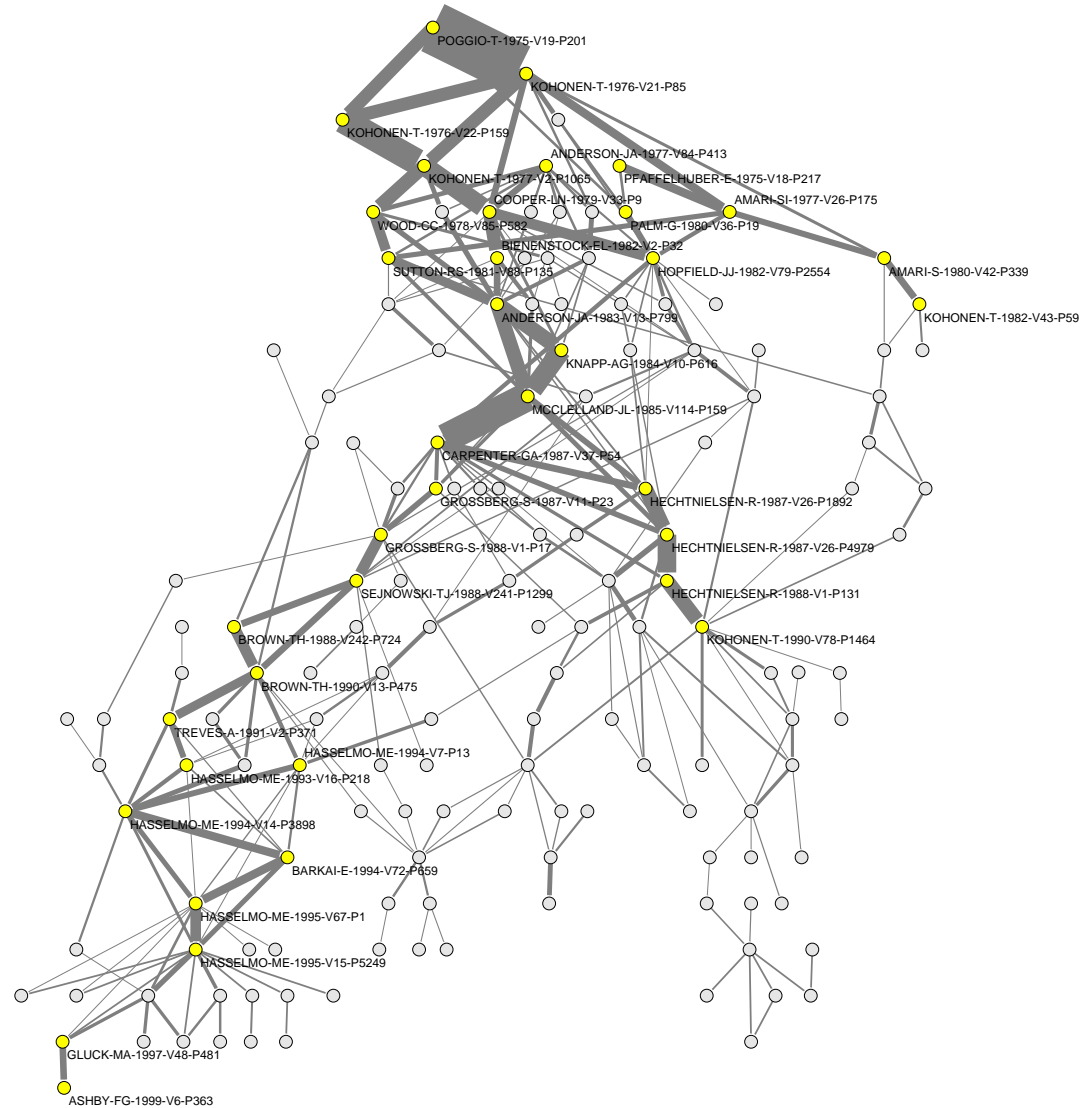 POGGIO-T-1975-V19-P201
KOHONEN-T-1976-V21-P85
KOHONEN-T-1976-V22-P159
ANDERSON-JA-1977-V84-P413
KOHONEN-T-1977-V2-P1065
PFAFFELHUBER-E-1975-V18-P217
COOPER-LN-1979-V33-P9
AMARI-SI-1977-V26-P175
WOOD-CC-1978-V85-P582
PALM-G-1980-V36-P19
BIENENSTOCK-EL-1982-V2-P32
SUTTON-RS-1981-V88-P135
HOPFIELD-JJ-1982-V79-P2554
AMARI-S-1980-V42-P339
ANDERSON-JA-1983-V13-P799
KOHONEN-T-1982-V43-P59
KNAPP-AG-1984-V10-P616
MCCLELLAND-JL-1985-V114-P159
CARPENTER-GA-1987-V37-P54
GROSSBERG-S-1987-V11-P23
HECHTNIELSEN-R-1987-V26-P1892
GROSSBERG-S-1988-V1-P17
HECHTNIELSEN-R-1987-V26-P4979
SEJNOWSKI-TJ-1988-V241-P1299
HECHTNIELSEN-R-1988-V1-P131
BROWN-TH-1988-V242-P724
KOHONEN-T-1990-V78-P1464
BROWN-TH-1990-V13-P475
TREVES-A-1991-V2-P371
HASSELMO-ME-1994-V7-P13
HASSELMO-ME-1993-V16-P218
HASSELMO-ME-1994-V14-P3898
BARKAI-E-1994-V72-P659
HASSELMO-ME-1995-V67-P1
HASSELMO-ME-1995-V15-P5249
GLUCK-MA-1997-V48-P481
ASHBY-FG-1999-V6-P363